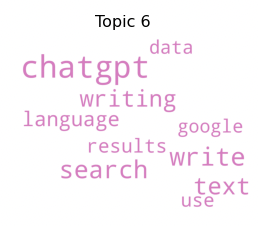 Topic 6
data
chatgpt
writing
language
google
results
write
search
text
use